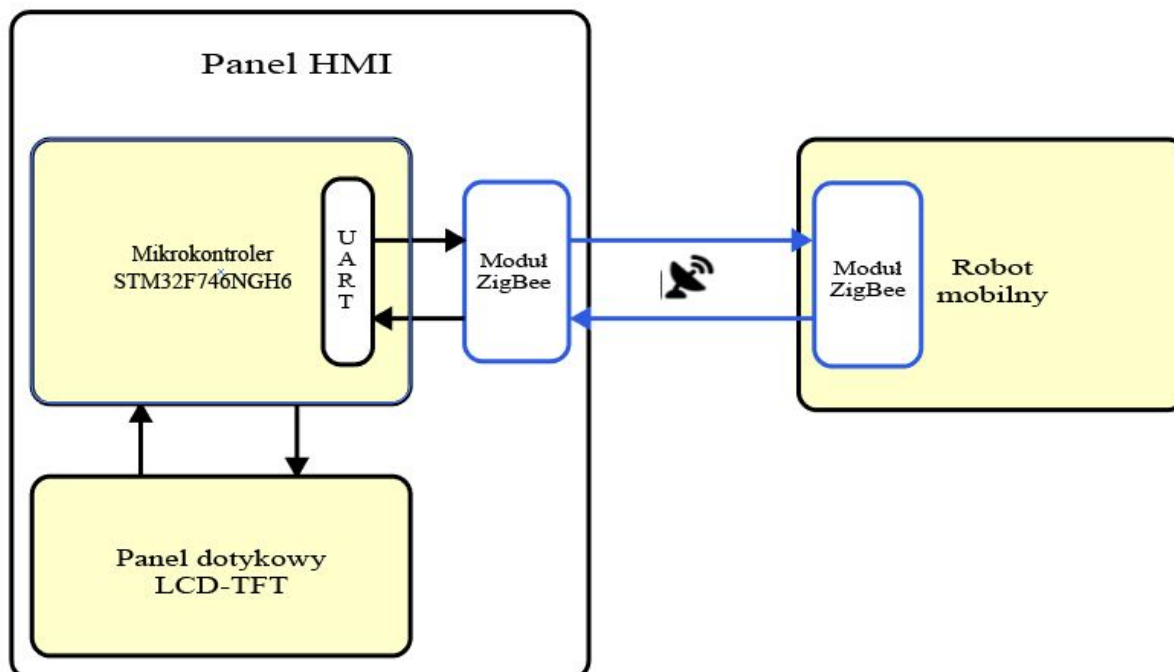 Panel HMI
Mikrokontroler
STM32F746NGH6
U
A
R
T
Moduł
ZigBee
Moduł
ZigBee
Robot
mobilny
Panel dotykowy
LCD-TFT